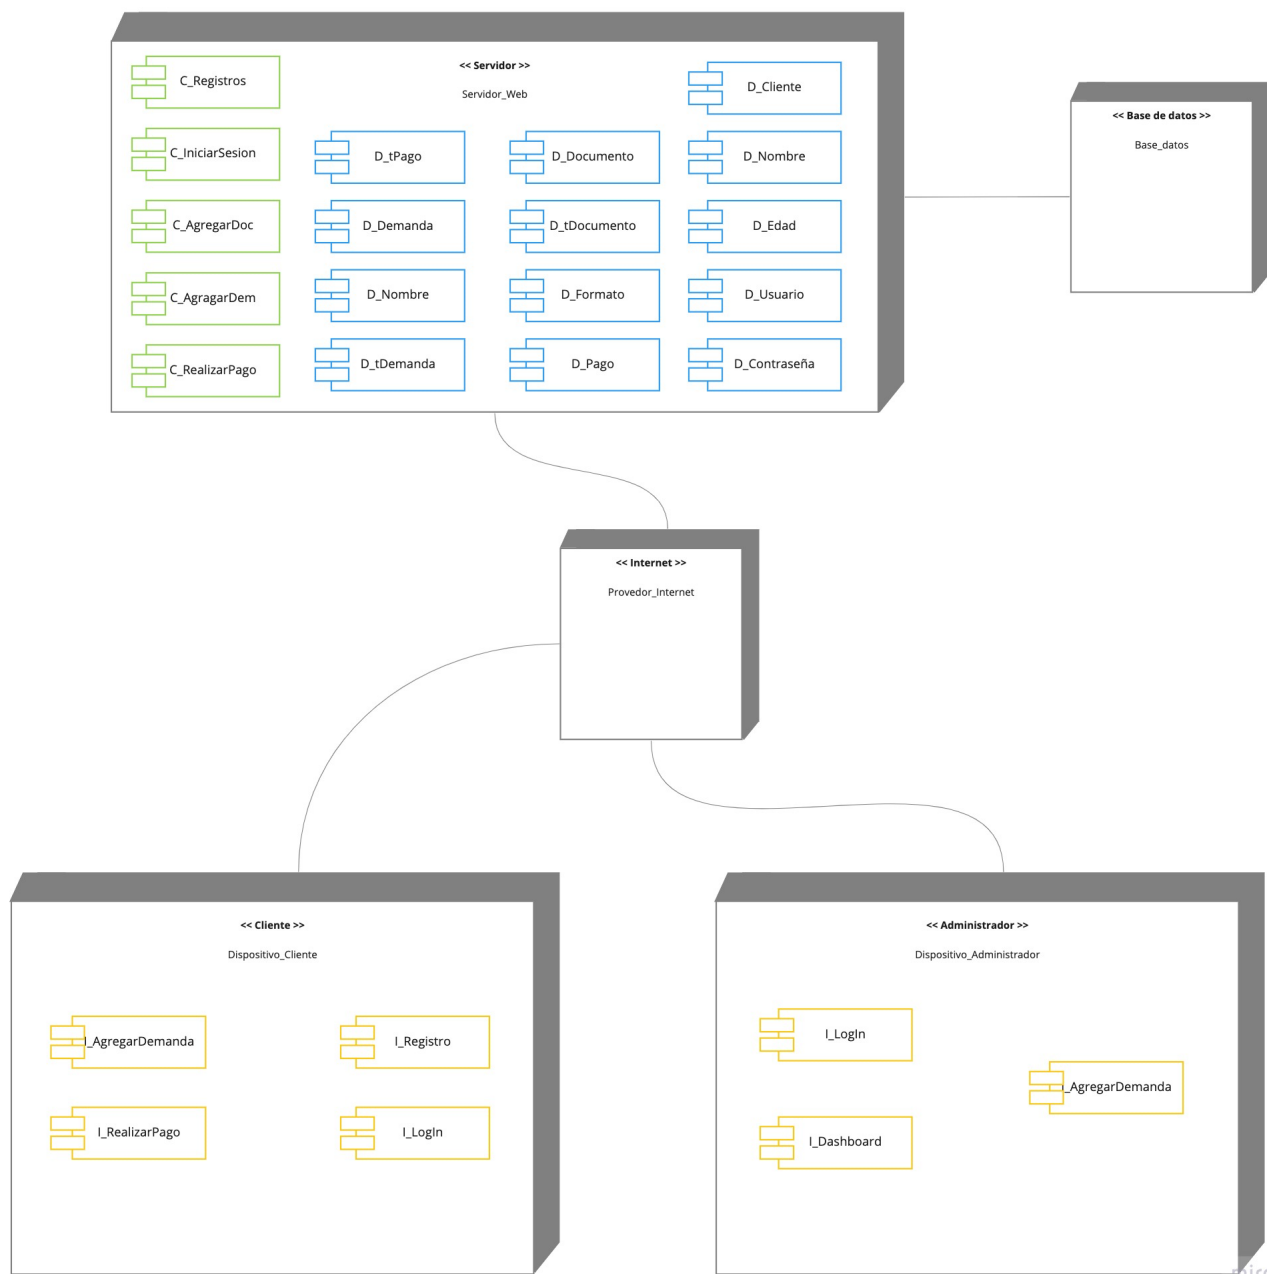 << Servidor >>
Servidor_Web
C_Registros
C_IniciarSesion
C_AgregarDoc
C_AgragarDem
C_RealizarPago
D_tPago
D_Demanda
D_Nombre
D_tDemanda
D_Documento
D_tDocumento
D_Formato
D_Pago
D_Cliente
D_Nombre
D_Edad
D_Usuario
D_Contraseña
<< Base de datos >>
Base_datos
<< Internet >>
Provedor_Internet
<< Cliente >>
Dispositivo_Cliente
I_AgregarDemanda
I_Registro
I_RealizarPago
I_LogIn
<< Administrador >>
Dispositivo_Administrador
I_LogIn
I_AgregarDemanda
I_Dashboard